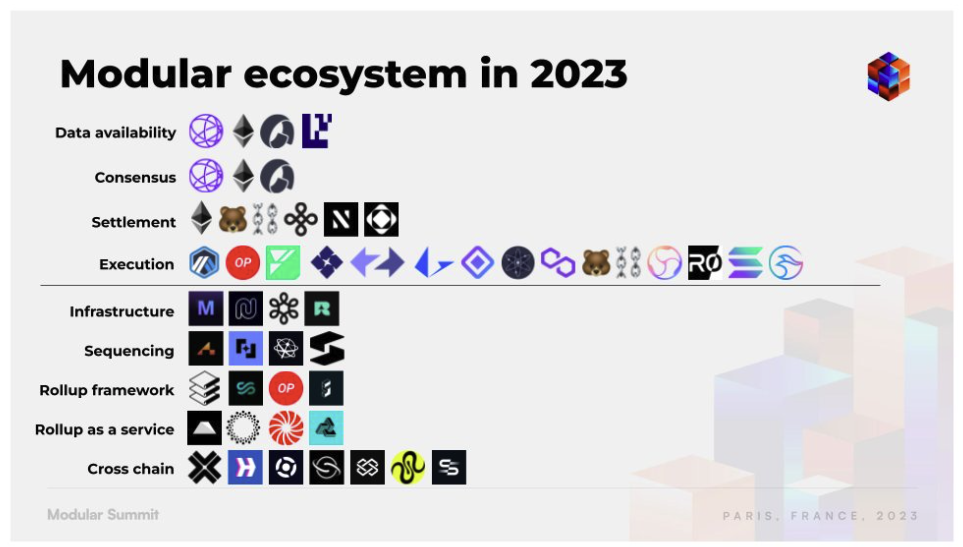 Modular ecosystem in 2023
Data availability
Consensus
Settlement
Execution
OP
RØ
Infrastructure
M
Sequencing
Rollup framework
OP
Rollup as a service
Cross chain
Modular Summit
PARIS, FRANCE, 2023